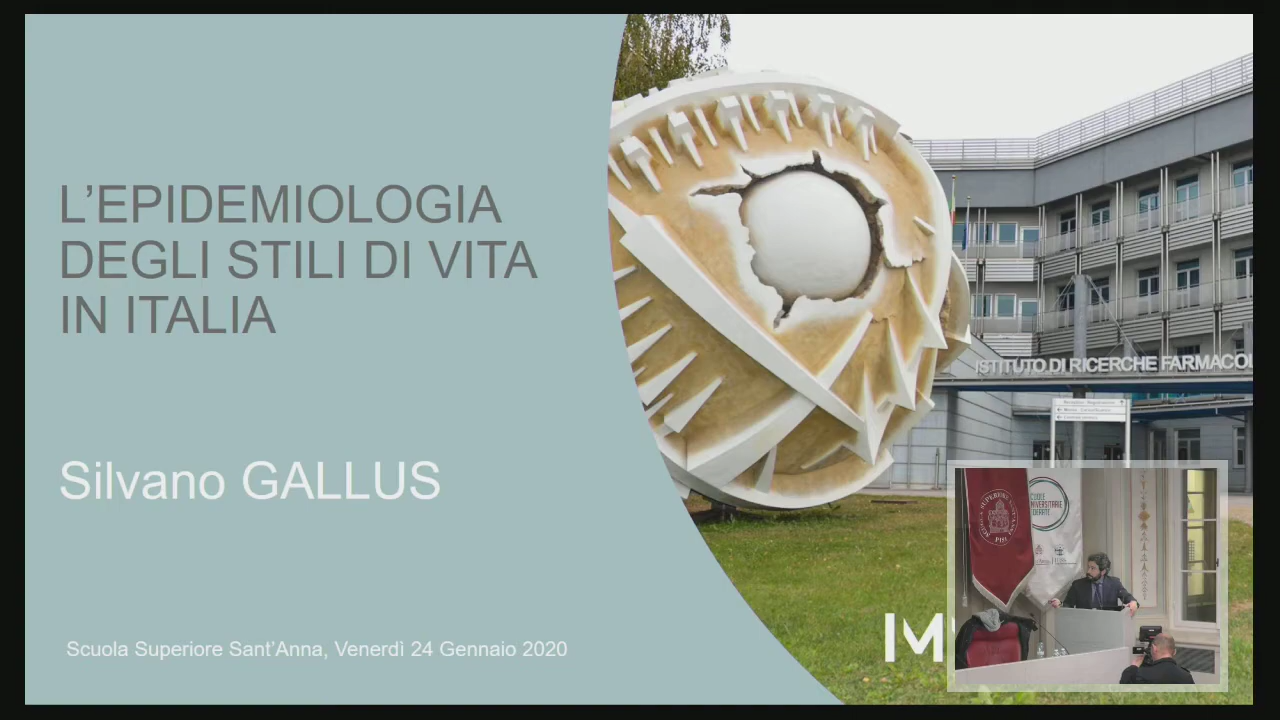 L'EPIDEMIOLOGIA
DEGLI STILI DI VITA
IN ITALIA
Silvano GALLUS
Scuola Superiore Sant'Anna, Venerdì 24 Gennaio 2020
ISTITUTO DI RICERCHE FARMACOL
M